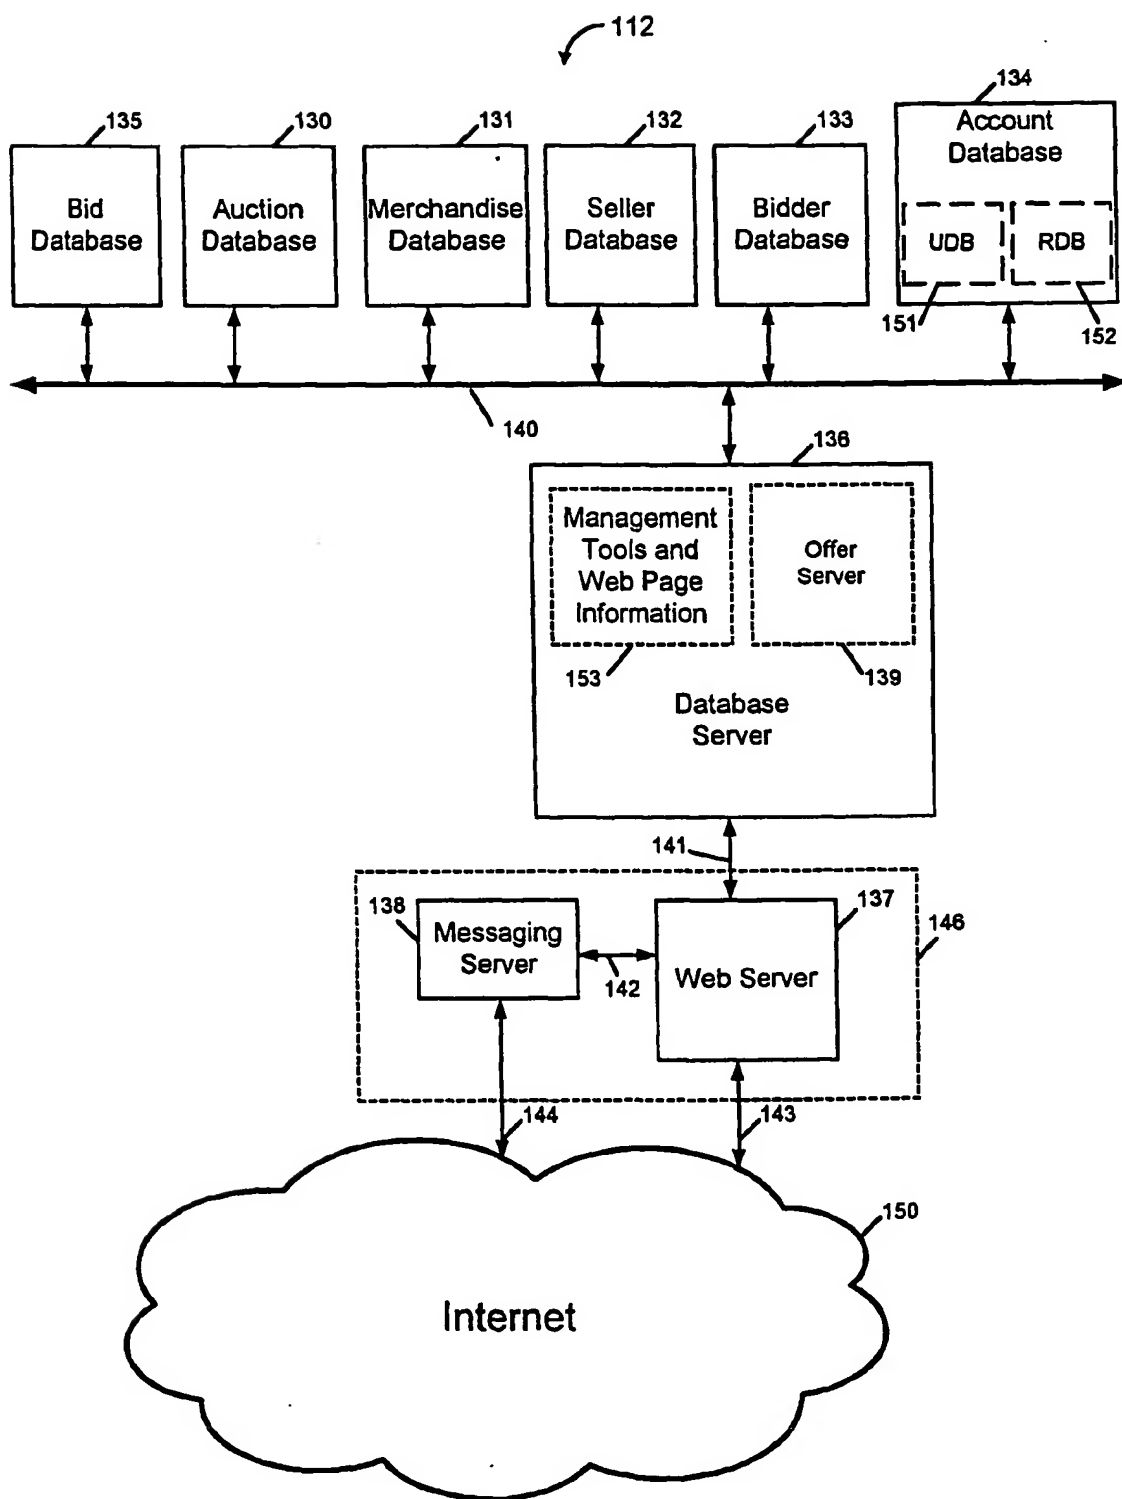 112
135
130
131
132
133
134
Bid
Database
Auction
Database
Merchandise
Database
Seller
Database
Bidder
Database
Account
Database
UDB
RDB
151
152
140
136
Management
Tools and
Web Page
Information
Offer
Server
153
139
Database
Server
141
138
137
146
Messaging
Server
142
Web Server
144
143
150
Internet